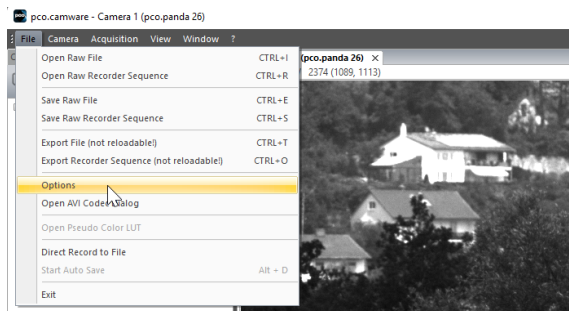 pco.
pco.camware - Camera 1 (pco.panda 26)
File Camera Acquisition View Window ?
(pco.panda 26) ×
2374 (1089, 1113)
Open Raw File CTRL+I
Open Raw Recorder Sequence CTRL+R
Save Raw File CTRL+E
Save Raw Recorder Sequence CTRL+S
Export File (not reloadable!) CTRL+T
Export Recorder Sequence (not reloadable!) CTRL+O
Options
Open AVI Codec Dialog
Open Pseudo Color LUT
Direct Record to File
Start Auto Save Alt + D
Exit